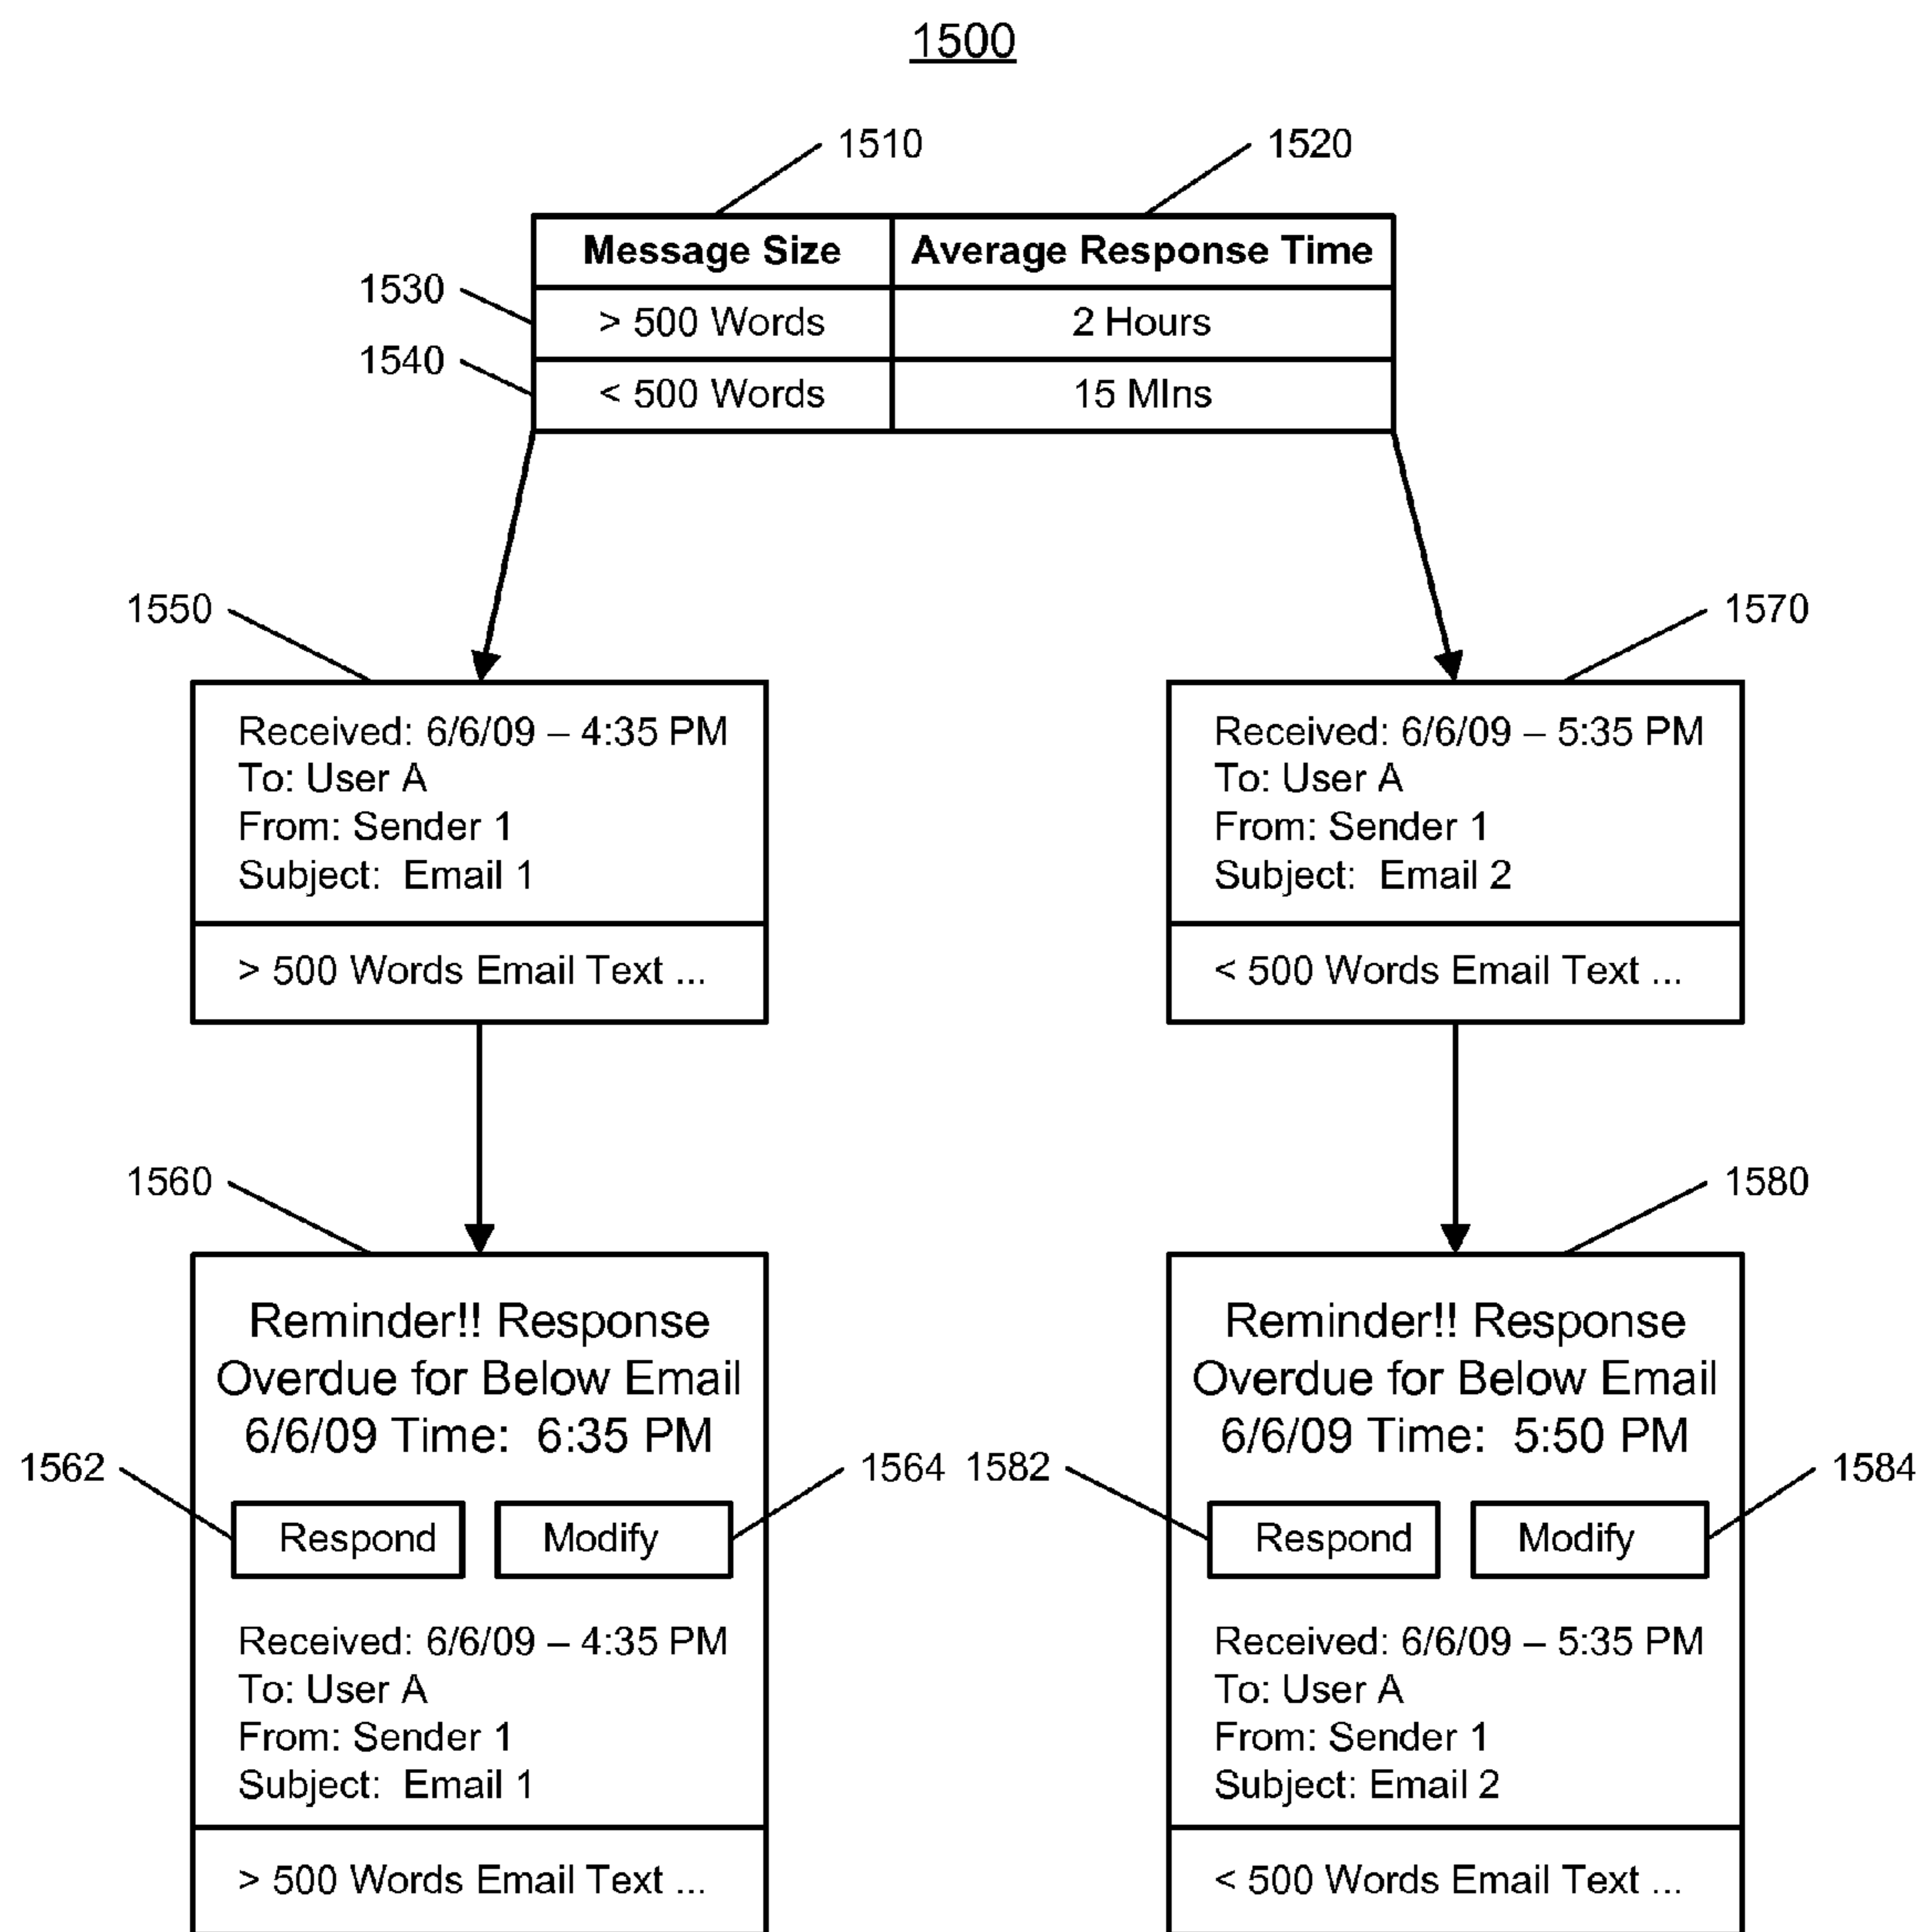 1500
1510
1520
Message Size
Average Response Time
1530
> 500 Words
2 Hours
1540
< 500 Words
15 MIns
1550
Received: 6/6/09 – 4:35 PM
To: User A
From: Sender 1
Subject: Email 1
> 500 Words Email Text ...
1570
Received: 6/6/09 – 5:35 PM
To: User A
From: Sender 1
Subject: Email 2
< 500 Words Email Text ...
1560
Reminder!! Response
Overdue for Below Email
6/6/09 Time: 6:35 PM
1562
1564
Respond
Modify
Received: 6/6/09 – 4:35 PM
To: User A
From: Sender 1
Subject: Email 1
> 500 Words Email Text ...
1580
Reminder!! Response
Overdue for Below Email
6/6/09 Time: 5:50 PM
1582
1584
Respond
Modify
Received: 6/6/09 – 5:35 PM
To: User A
From: Sender 1
Subject: Email 2
< 500 Words Email Text ...